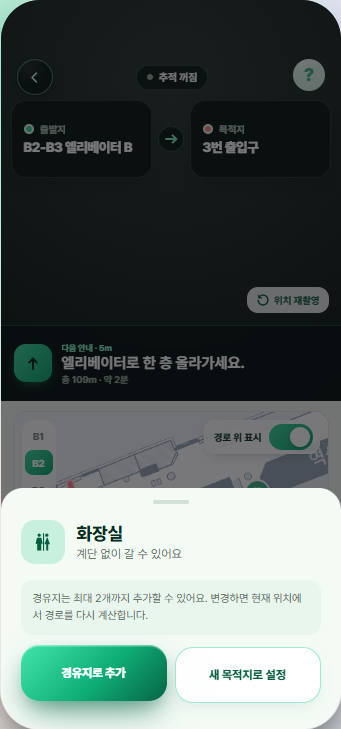 추적 꺼짐
?
출발지
B2-B3 엘리베이터 B
목적지
3번 출입구
위치 재촬영
다음 안내 · 5m
엘리베이터로 한 층 올라가세요.
총 109m · 약 2분
B1
B2
경로 위 표시
화장실
계단 없이 갈 수 있어요
경유지는 최대 2개까지 추가할 수 있어요. 변경하면 현재 위치에
서 경로를 다시 계산합니다.
경유지로 추가
새 목적지로 설정